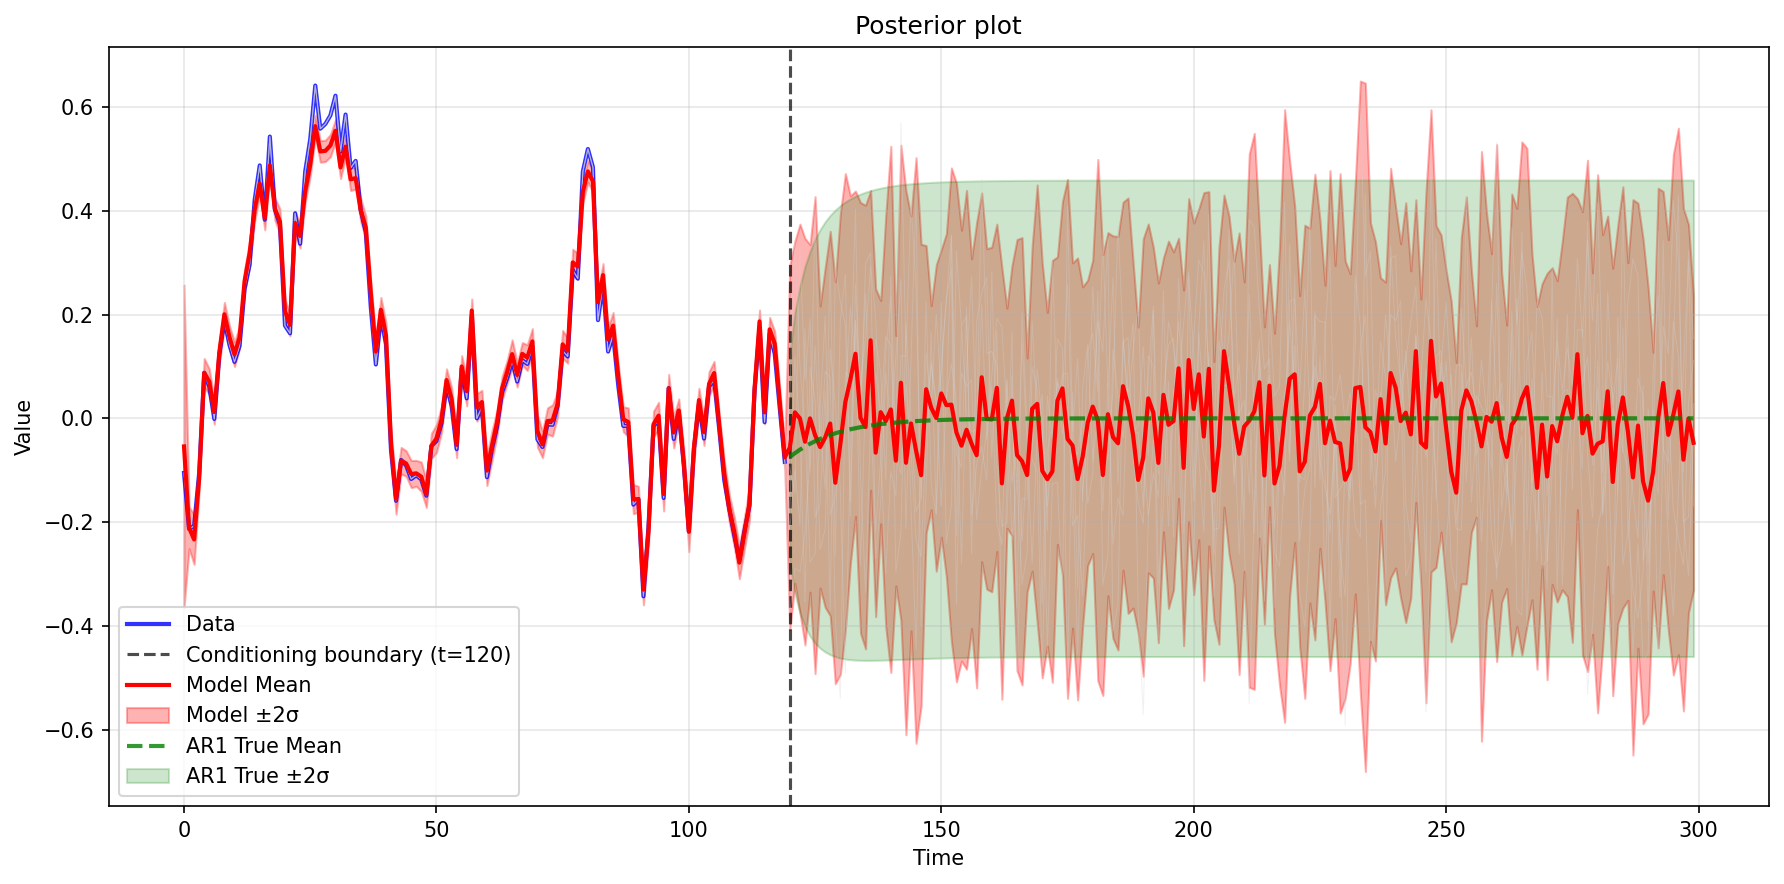 Posterior plot
Value
0.6
0.4
0.2
0.0
−0.2
−0.4
−0.6
Data
Conditioning boundary (t=120)
Model Mean
Model ±2σ
AR1 True Mean
AR1 True ±2σ
0 50 100 150 200 250 300
Time